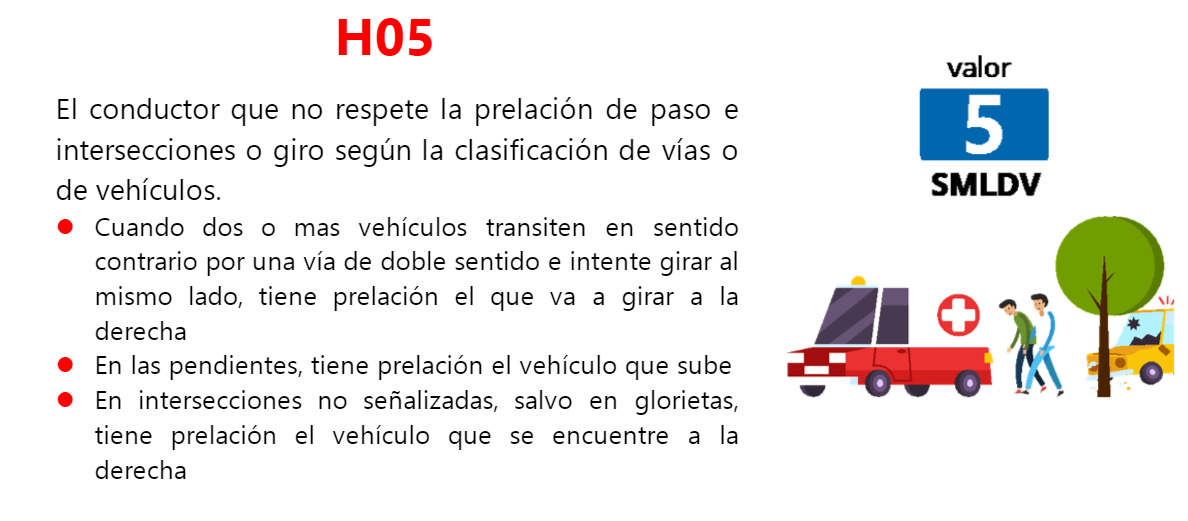 H05
El conductor que no respete la prelación de paso e
intersecciones o giro según la clasificación de vías o
de vehículos.
Cuando dos o mas vehículos transiten en sentido
contrario por una vía de doble sentido e intente girar al
mismo lado, tiene prelación el que va a girar a la
derecha
En las pendientes, tiene prelación el vehículo que sube
En intersecciones no señalizadas, salvo en glorietas,
tiene prelación el vehículo que se encuentre a la
derecha
valor
5
SMLDV